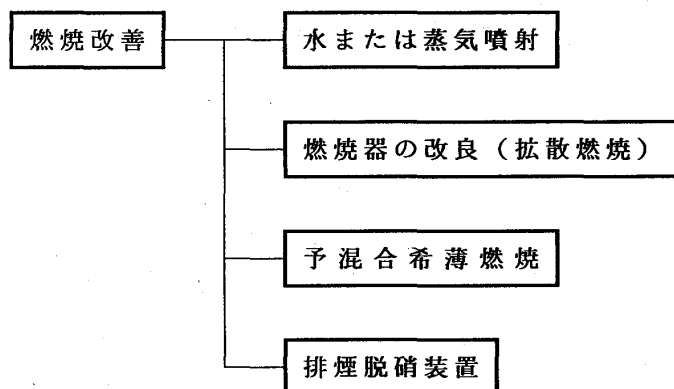 燃焼改善
水または蒸気噴射
燃焼器の改良（拡散燃焼）
予混合希薄燃焼
排煙脱硝装置